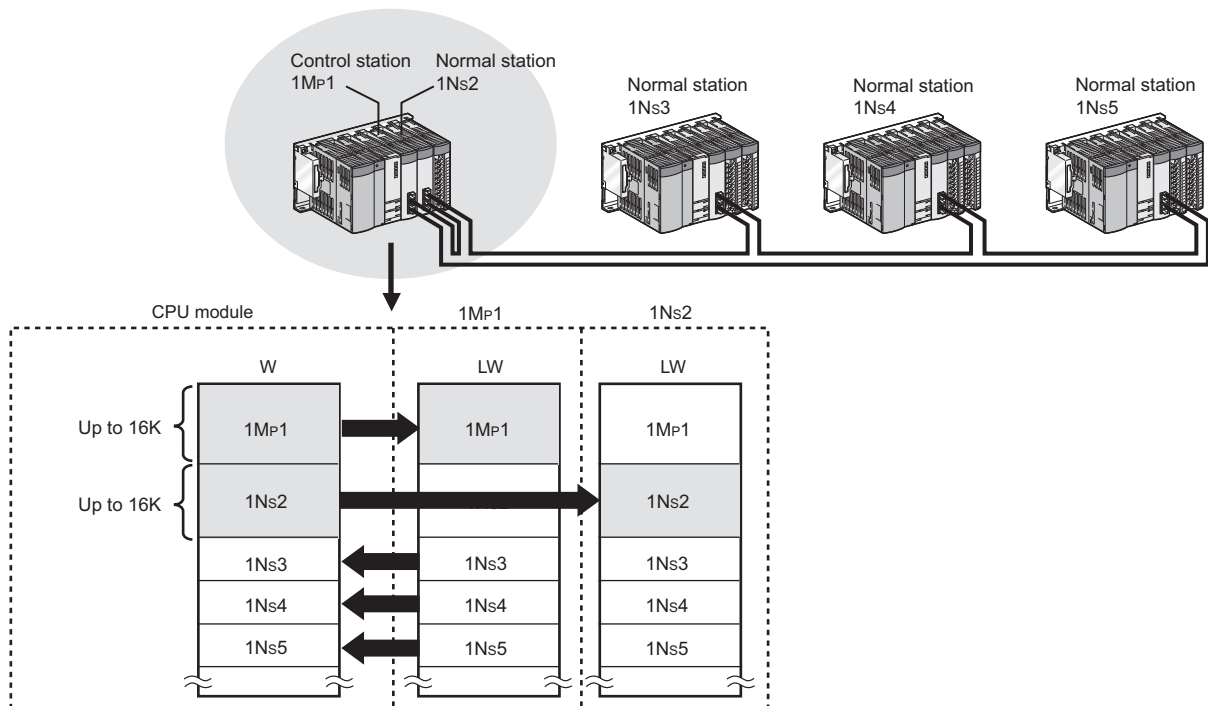 Control station
1MP1
Normal station
1NS2
Normal station
1NS3
Normal station
1NS4
Normal station
1NS5
CPU module
1MP1
1NS2
W
LW
LW
Up to 16K
1MP1
1MP1
1MP1
Up to 16K
1NS2
1NS2
1NS3
1NS3
1NS3
1NS4
1NS4
1NS4
1NS5
1NS5
1NS5